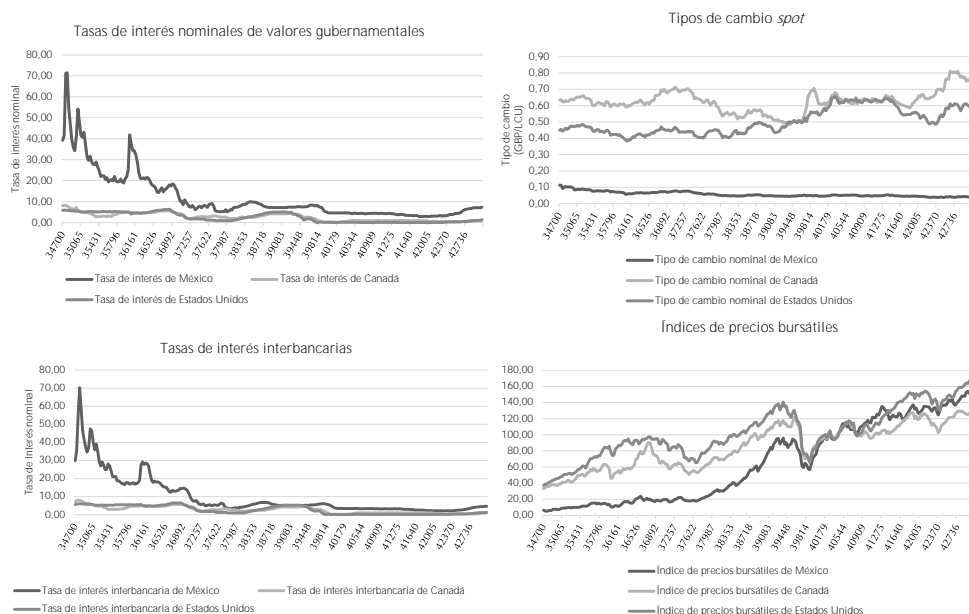 Tasas de interés nominales de valores gubernamentales
Tasa de interés nominal
80,00
70,00
60,00
50,00
40,00
30,00
20,00
10,00
0,00
34700 35065 35431 35796 36161 36526 36892 37257 37622 37987 38353 38718 39083 39448 39814 40179 40544 40909 41275 41640 42005 42370 42736
Tasa de interés de México
Tasa de interés de Canadá
Tasa de interés de Estados Unidos
Tipos de cambio spot
Tipo de cambio
(GBP/LCU)
0,90
0,80
0,70
0,60
0,50
0,40
0,30
0,20
0,10
0,00
34700 35065 35431 35796 36161 36526 36892 37257 37622 37987 38353 38718 39083 39448 39814 40179 40544 40909 41275 41640 42005 42370 42736
Tipo de cambio nominal de México
Tipo de cambio nominal de Canadá
Tipo de cambio nominal de Estados Unidos
Tasas de interés interbancarias
Tasa de interés nominal
80,00
70,00
60,00
50,00
40,00
30,00
20,00
10,00
0,00
34700 35065 35431 35796 36161 36526 36892 37257 37622 37987 38353 38718 39083 39448 39814 40179 40544 40909 41275 41640 42005 42370 42736
Tasa de interés interbancaria de México
Tasa de interés interbancaria de Canadá
Tasa de interés interbancaria de Estados Unidos
Índices de precios bursátiles
180,00
160,00
140,00
120,00
100,00
80,00
60,00
40,00
20,00
0,00
34700 35065 35431 35796 36161 36526 36892 37257 37622 37987 38353 38718 39083 39448 39814 40179 40544 40909 41275 41640 42005 42370 42736
Índice de precios bursátiles de México
Índice de precios bursátiles de Canadá
Índice de precios bursátiles de Estados Unidos